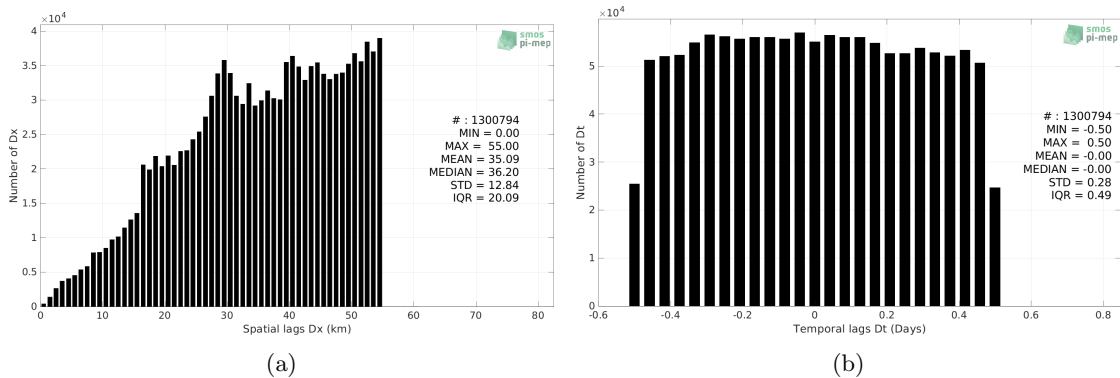 ×10⁴
4
3.5
3
2.5
2
1.5
1
0.5
0
0 10 20 30 40 50 60 70 80
Number of Dx
Spatial lags Dx (km)
smos
pi-mep
# : 1300794
MIN = 0.00
MAX = 55.00
MEAN = 35.09
MEDIAN = 36.20
STD = 12.84
IQR = 20.09
(a)
×10⁴
5
4
3
2
1
0
-0.6 -0.4 -0.2 0 0.2 0.4 0.6 0.8
Number of Dt
Temporal lags Dt (Days)
smos
pi-mep
# : 1300794
MIN = -0.50
MAX = 0.50
MEAN = -0.00
MEDIAN = -0.00
STD = 0.28
IQR = 0.49
(b)